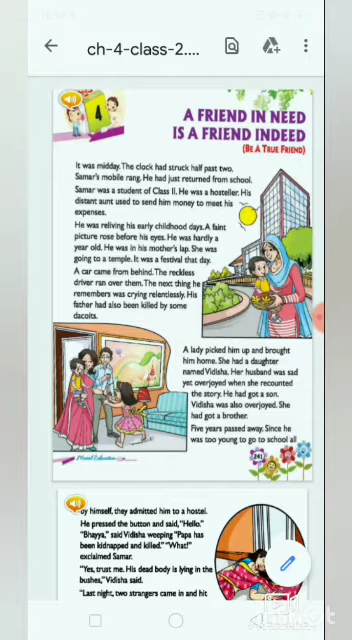 ch-4-class-2....
4
A FRIEND IN NEED
IS A FRIEND INDEED
(BE A TRUE FRIEND)
It was midday. The clock had struck half past two.
Samar's mobile rang. He had just returned from school.
Samar was a student of Class II. He was a hosteller. His
distant aunt used to send him money to meet his
expenses.
He was reliving his early childhood days. A faint
picture rose before his eyes. He was hardly a
year old. He was in his mother's lap. She was
going to a temple. It was a festival that day.
A car came from behind. The reckless
driver ran over them. The next thing he
remembers was crying relentlessly. His
father had also been killed by some
dacoits.
A lady picked him up and brought
him home. She had a daughter
named Vidisha. Her husband was sad
yet overjoyed when she recounted
the story. He had got a son.
Vidisha was also overjoyed. She
had got a brother.
Five years passed away. Since he
was too young to go to school all
Moral Education
241
by himself, they admitted him to a hostel.
He pressed the button and said, "Hello."
"Bhayya," said Vidisha weeping "Papa has
been kidnapped and killed." "What!"
exclaimed Samar.
"Yes, trust me. His dead body is lying in the
bushes," Vidisha said.
"Last night, two strangers came in and hit